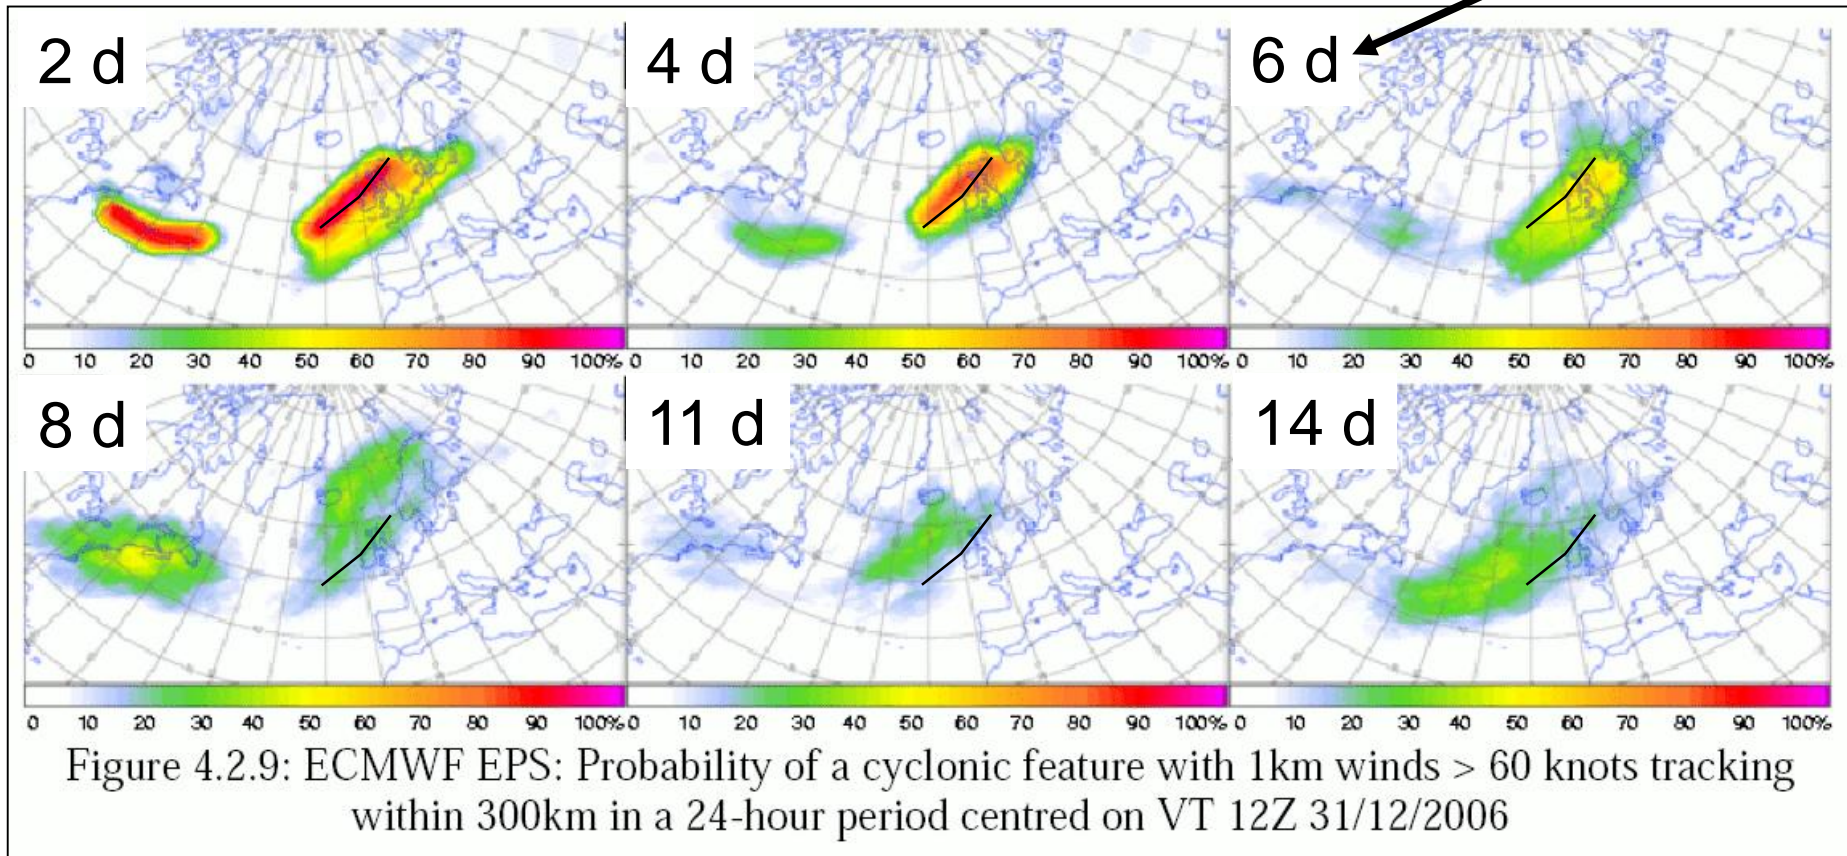 2 d 4 d 6 d
0 10 20 30 40 50 60 70 80 90 100% 0 10 20 30 40 50 60 70 80 90 100% 0 10 20 30 40 50 60 70 80 90 100%
8 d 11 d 14 d
0 10 20 30 40 50 60 70 80 90 100% 0 10 20 30 40 50 60 70 80 90 100% 0 10 20 30 40 50 60 70 80 90 100%
Figure 4.2.9: ECMWF EPS: Probability of a cyclonic feature with 1km winds > 60 knots tracking
within 300km in a 24-hour period centred on VT 12Z 31/12/2006